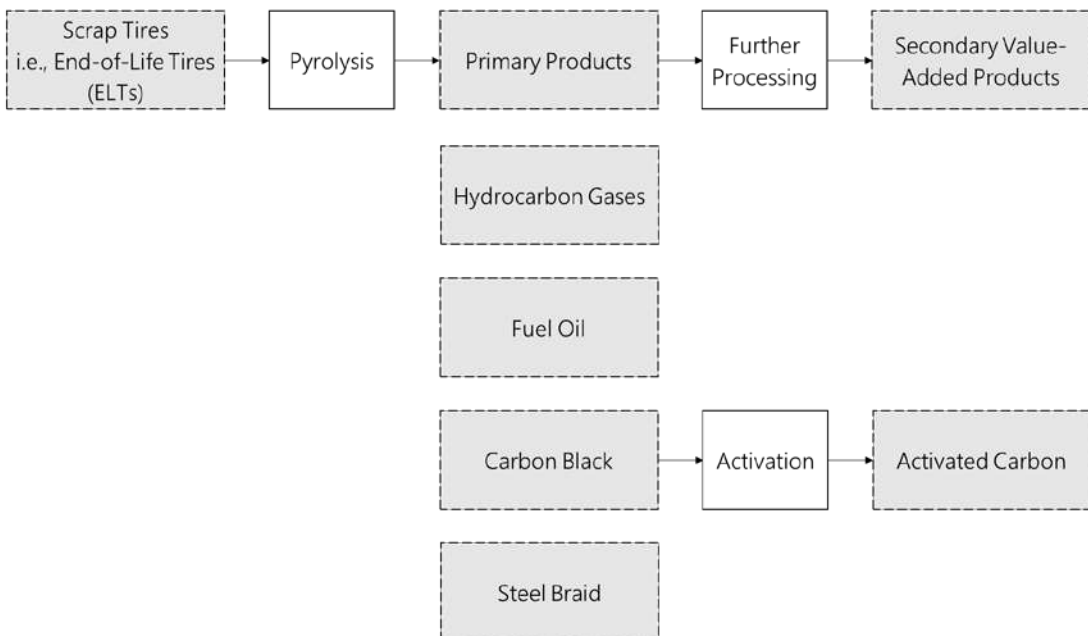 Scrap Tires
i.e., End-of-Life Tires
(ELTs)
Pyrolysis
Primary Products
Further
Processing
Secondary Value-
Added Products
Hydrocarbon Gases
Fuel Oil
Carbon Black
Activation
Activated Carbon
Steel Braid